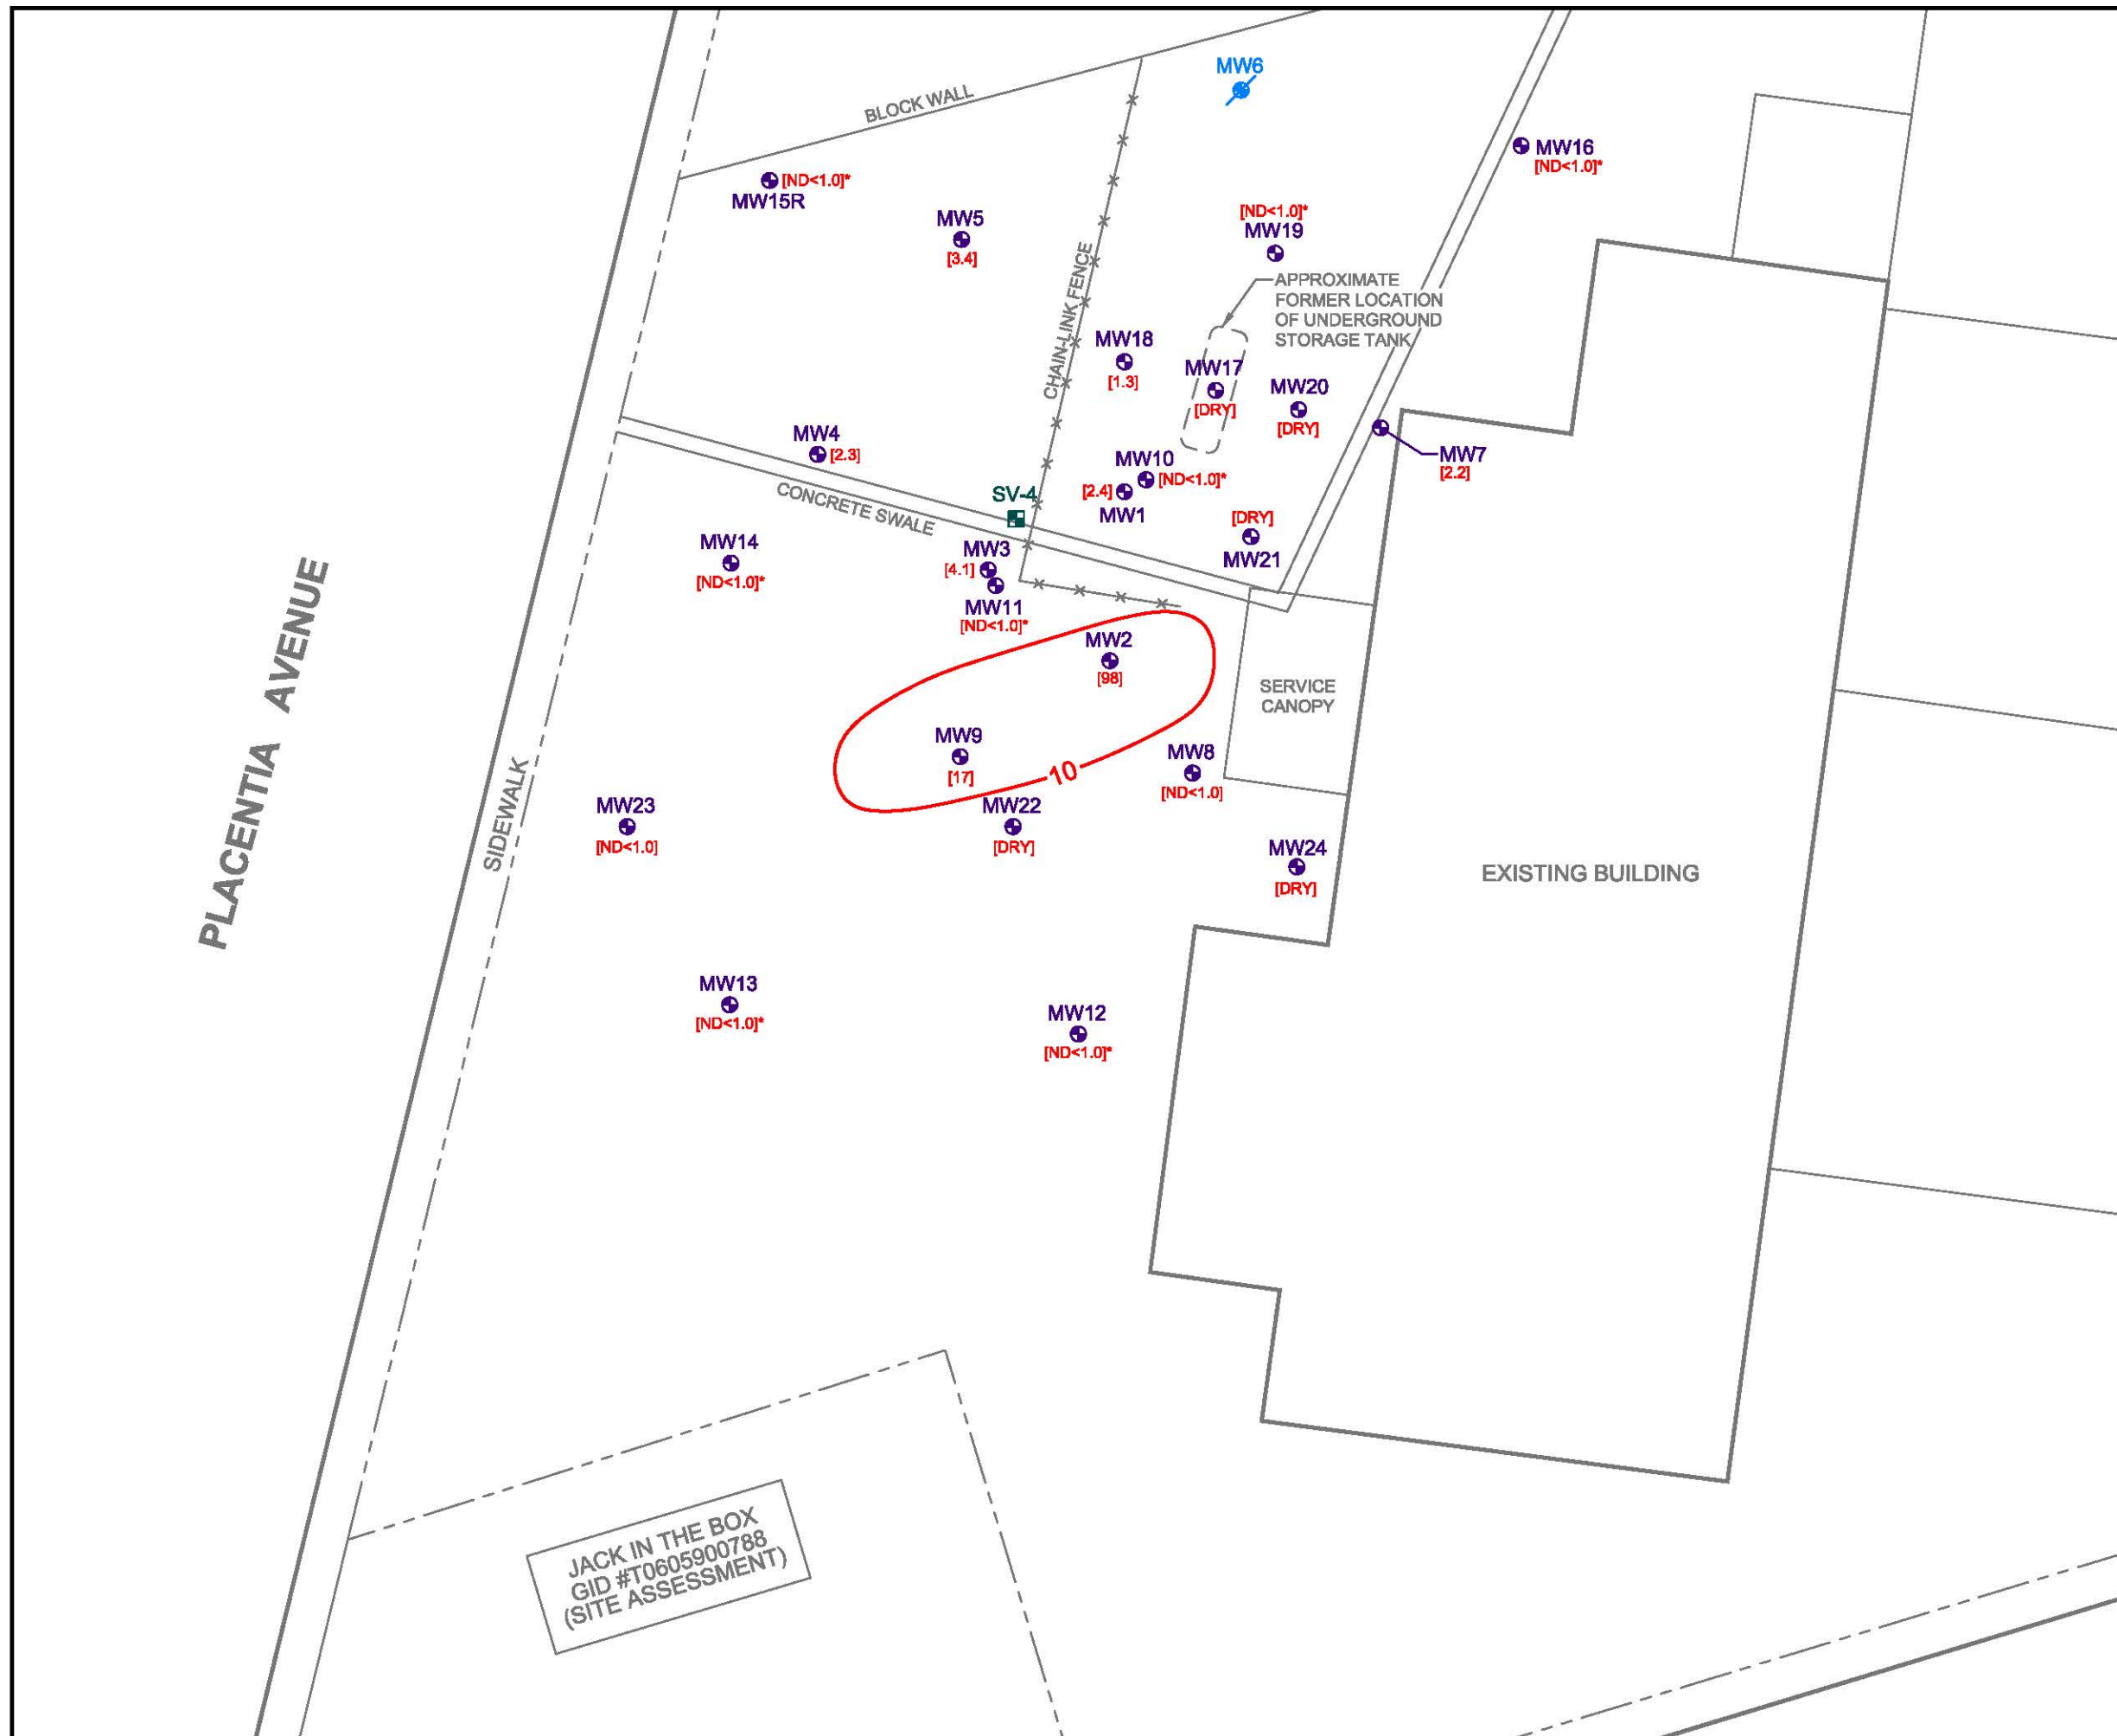 MW6
BLOCK WALL
MW16
[ND<1.0]*
[ND<1.0]*
MW15R
MW5
[3.4]
[ND<1.0]*
MW19
CHAIN-LINK FENCE
APPROXIMATE
FORMER LOCATION
OF UNDERGROUND
STORAGE TANK
MW18
[1.3]
MW17
[DRY]
MW20
[DRY]
MW4
[2.3]
MW7
[2.2]
MW10
[ND<1.0]*
[2.4]
MW1
SV-4
CONCRETE SWALE
[DRY]
MW21
MW14
[ND<1.0]*
MW3
[4.1]
MW11
[ND<1.0]*
MW2
[98]
SERVICE
CANOPY
PLACENTIA AVENUE
SIDEWALK
MW9
[17]
10
MW8
[ND<1.0]
MW23
[ND<1.0]
MW22
[DRY]
MW24
[DRY]
EXISTING BUILDING
MW13
[ND<1.0]*
MW12
[ND<1.0]*
JACK IN THE BOX
GID #T0605900788
(SITE ASSESSMENT)